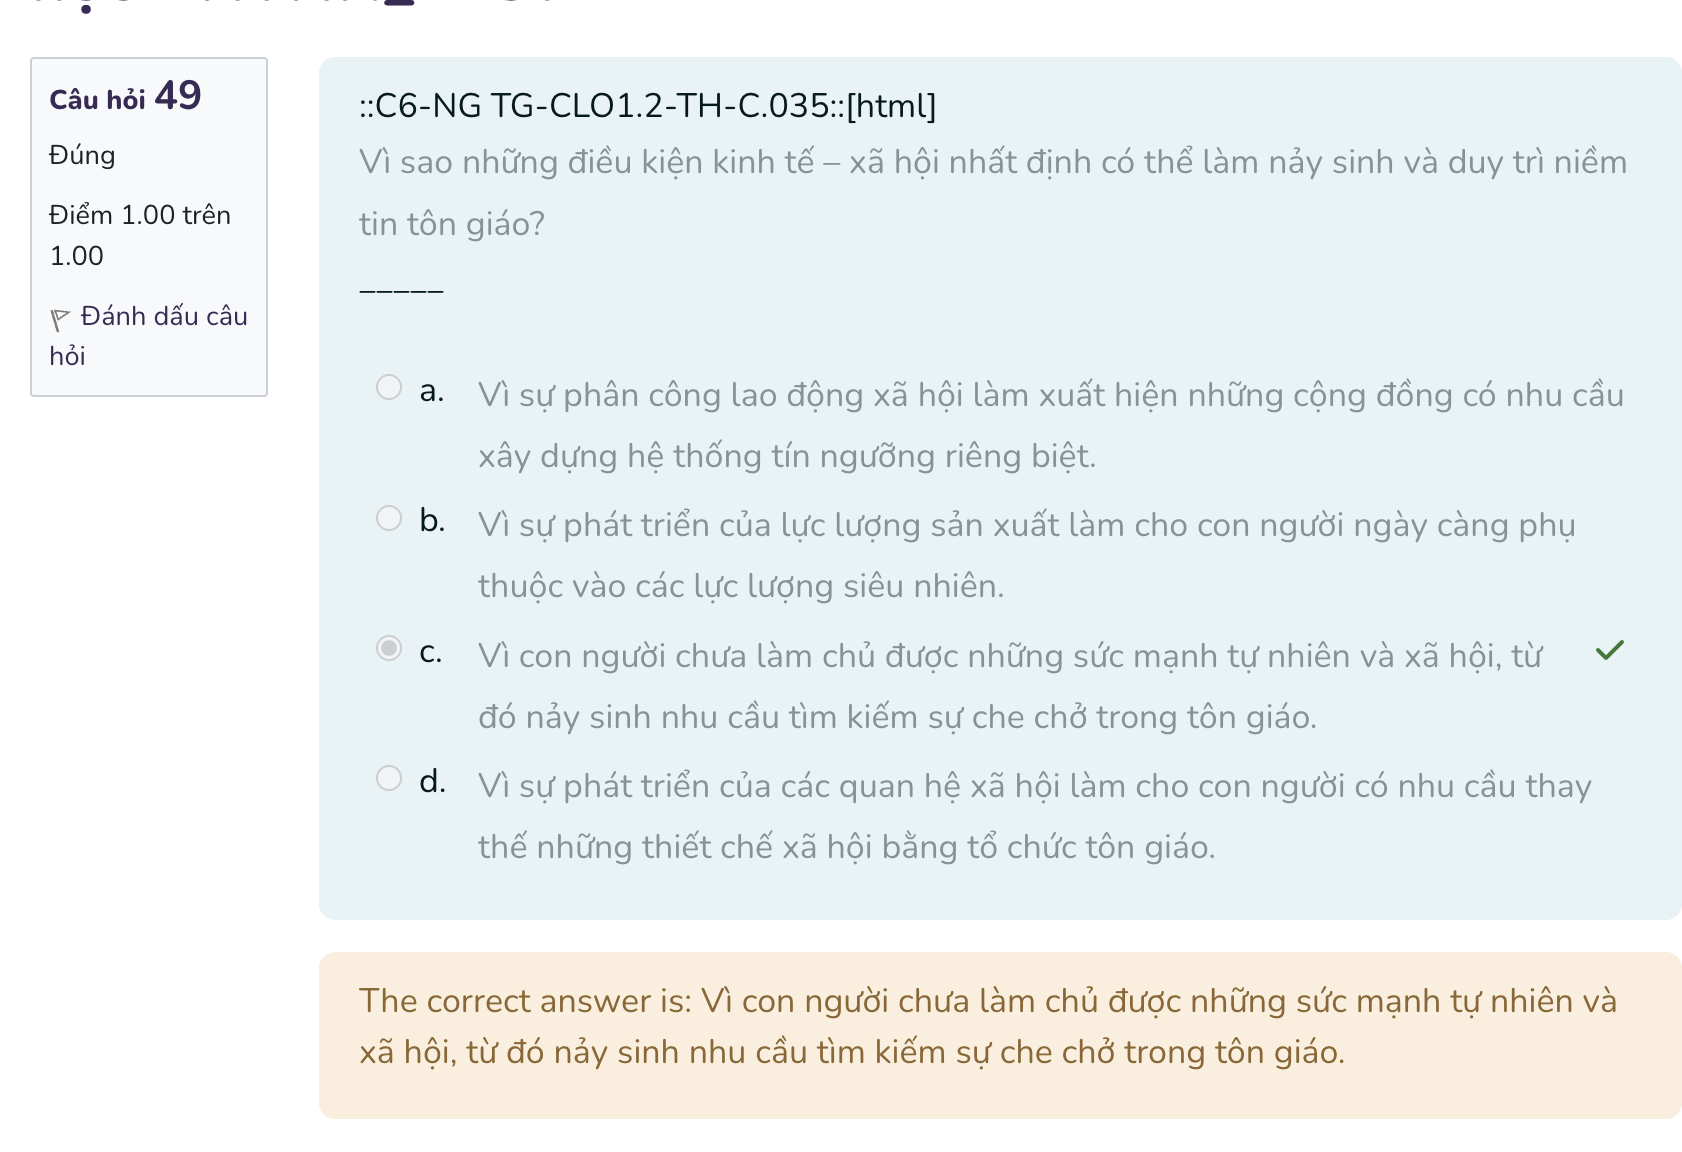 Câu hỏi 49
Đúng
Điểm 1.00 trên
1.00
Đánh dấu câu
hỏi
::C6-NG TG-CLO1.2-TH-C.035::[html]
Vì sao những điều kiện kinh tế – xã hội nhất định có thể làm nảy sinh và duy trì niềm
tin tôn giáo?
_____
a. Vì sự phân công lao động xã hội làm xuất hiện những cộng đồng có nhu cầu
xây dựng hệ thống tín ngưỡng riêng biệt.
b. Vì sự phát triển của lực lượng sản xuất làm cho con người ngày càng phụ
thuộc vào các lực lượng siêu nhiên.
c. Vì con người chưa làm chủ được những sức mạnh tự nhiên và xã hội, từ
đó nảy sinh nhu cầu tìm kiếm sự che chở trong tôn giáo.
d. Vì sự phát triển của các quan hệ xã hội làm cho con người có nhu cầu thay
thế những thiết chế xã hội bằng tổ chức tôn giáo.
The correct answer is: Vì con người chưa làm chủ được những sức mạnh tự nhiên và
xã hội, từ đó nảy sinh nhu cầu tìm kiếm sự che chở trong tôn giáo.